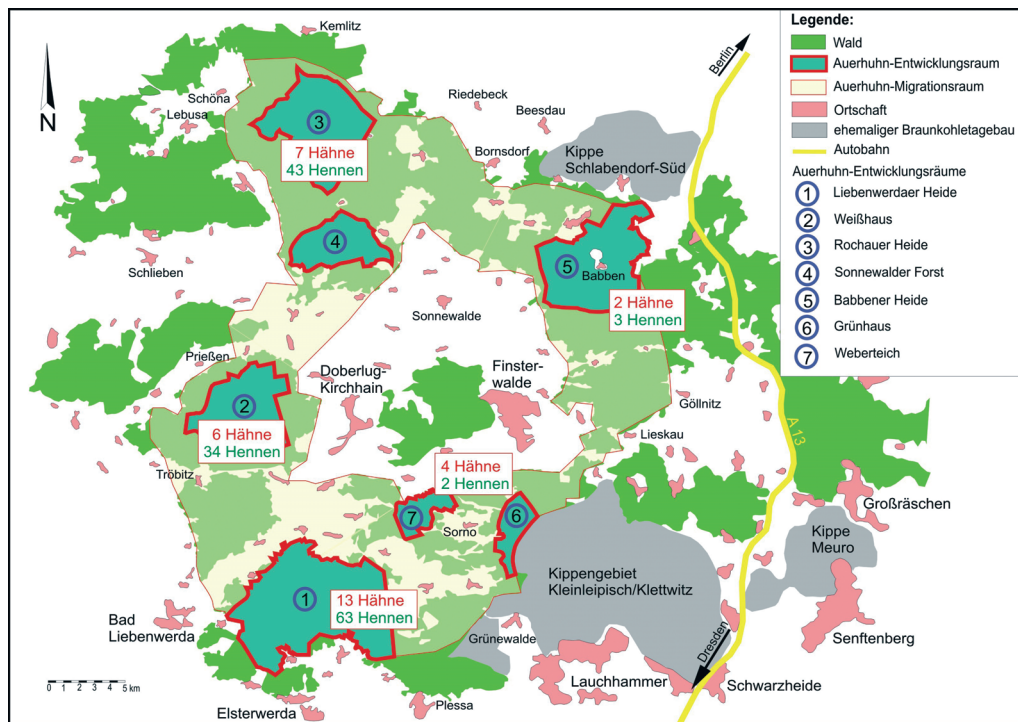 Legende:
Wald
Auerhuhn-Entwicklungsraum
Auerhuhn-Migrationsraum
Ortschaft
ehemaliger Braunkohletagebau
Autobahn
Auerhuhn-Entwicklungsräume
1 Liebenwerdaer Heide
2 Weißhaus
3 Rochauer Heide
4 Sonnewalder Forst
5 Babbener Heide
6 Grünhaus
7 Weberteich
N
Kemlitz
Berlin
Schöna
Lebusa
Riedebeck
Beesdau
3
7 Hähne
43 Hennen
Bornsdorf
Kippe
Schlabendorf-Süd
4
Schlieben
5
Babben
2 Hähne
3 Hennen
Sonnewalde
Prießen
Doberlug-
Kirchhain
Finster-
walde
2
6 Hähne
34 Hennen
Göllnitz
Lieskau
A 13
Tröbitz
4 Hähne
2 Hennen
7
Sorno
6
Großräschen
Kippe
Meuro
Kippengebiet
Kleinleipisch/Klettwitz
1
13 Hähne
63 Hennen
Bad
Liebenwerda
Grünewalde
Dresden
Senftenberg
Lauchhammer
Schwarzheide
0 1 2 3 4 5 km
Elsterwerda
Plessa